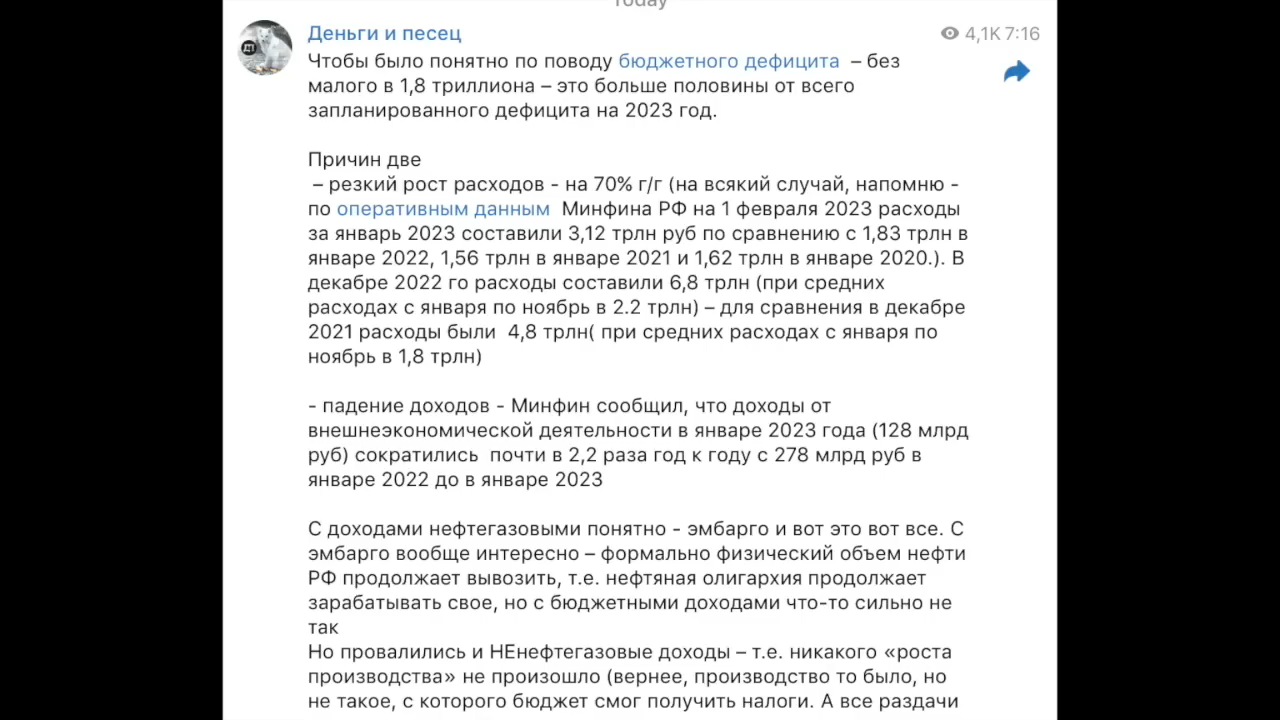 Today
Деньги и песец
4,1K 7:16
Чтобы было понятно по поводу бюджетного дефицита – без
малого в 1,8 триллиона – это больше половины от всего
запланированного дефицита на 2023 год.
Причин две
– резкий рост расходов - на 70% г/г (на всякий случай, напомню -
по оперативным данным Минфина РФ на 1 февраля 2023 расходы
за январь 2023 составили 3,12 трлн руб по сравнению с 1,83 трлн в
январе 2022, 1,56 трлн в январе 2021 и 1,62 трлн в январе 2020.). В
декабре 2022 го расходы составили 6,8 трлн (при средних
расходах с января по ноябрь в 2.2 трлн) – для сравнения в декабре
2021 расходы были 4,8 трлн( при средних расходах с января по
ноябрь в 1,8 трлн)
- падение доходов - Минфин сообщил, что доходы от
внешнеэкономической деятельности в январе 2023 года (128 млрд
руб) сократились почти в 2,2 раза год к году с 278 млрд руб в
январе 2022 до в январе 2023
С доходами нефтегазовыми понятно - эмбарго и вот это вот все. С
эмбарго вообще интересно – формально физический объем нефти
РФ продолжает вывозить, т.е. нефтяная олигархия продолжает
зарабатывать свое, но с бюджетными доходами что-то сильно не
так
Но провалились и НЕнефтегазовые доходы – т.е. никакого «роста
производства» не произошло (вернее, производство то было, но
не такое, с которого бюджет смог получить налоги. А все раздачи